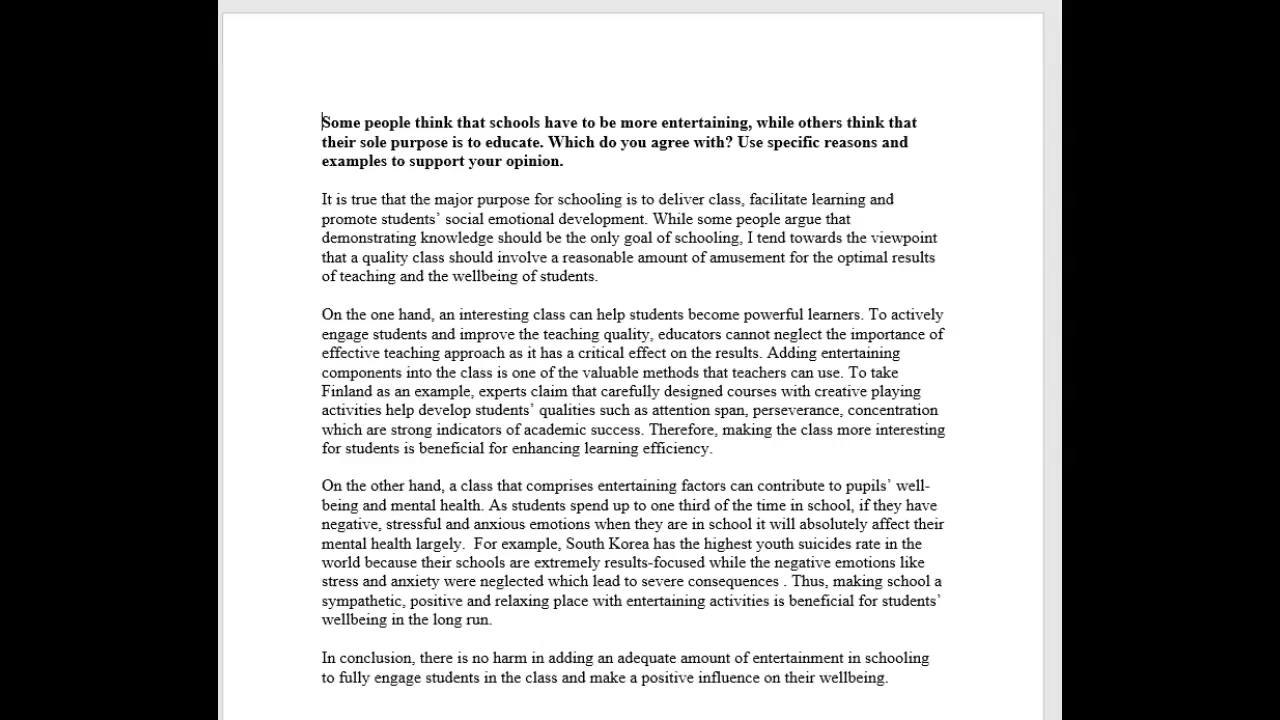 Some people think that schools have to be more entertaining, while others think that
their sole purpose is to educate. Which do you agree with? Use specific reasons and
examples to support your opinion.
It is true that the major purpose for schooling is to deliver class, facilitate learning and
promote students’ social emotional development. While some people argue that
demonstrating knowledge should be the only goal of schooling, I tend towards the viewpoint
that a quality class should involve a reasonable amount of amusement for the optimal results
of teaching and the wellbeing of students.
On the one hand, an interesting class can help students become powerful learners. To actively
engage students and improve the teaching quality, educators cannot neglect the importance of
effective teaching approach as it has a critical effect on the results. Adding entertaining
components into the class is one of the valuable methods that teachers can use. To take
Finland as an example, experts claim that carefully designed courses with creative playing
activities help develop students’ qualities such as attention span, perseverance, concentration
which are strong indicators of academic success. Therefore, making the class more interesting
for students is beneficial for enhancing learning efficiency.
On the other hand, a class that comprises entertaining factors can contribute to pupils’ well-
being and mental health. As students spend up to one third of the time in school, if they have
negative, stressful and anxious emotions when they are in school it will absolutely affect their
mental health largely.  For example, South Korea has the highest youth suicides rate in the
world because their schools are extremely results-focused while the negative emotions like
stress and anxiety were neglected which lead to severe consequences . Thus, making school a
sympathetic, positive and relaxing place with entertaining activities is beneficial for students’
wellbeing in the long run.
In conclusion, there is no harm in adding an adequate amount of entertainment in schooling
to fully engage students in the class and make a positive influence on their wellbeing.